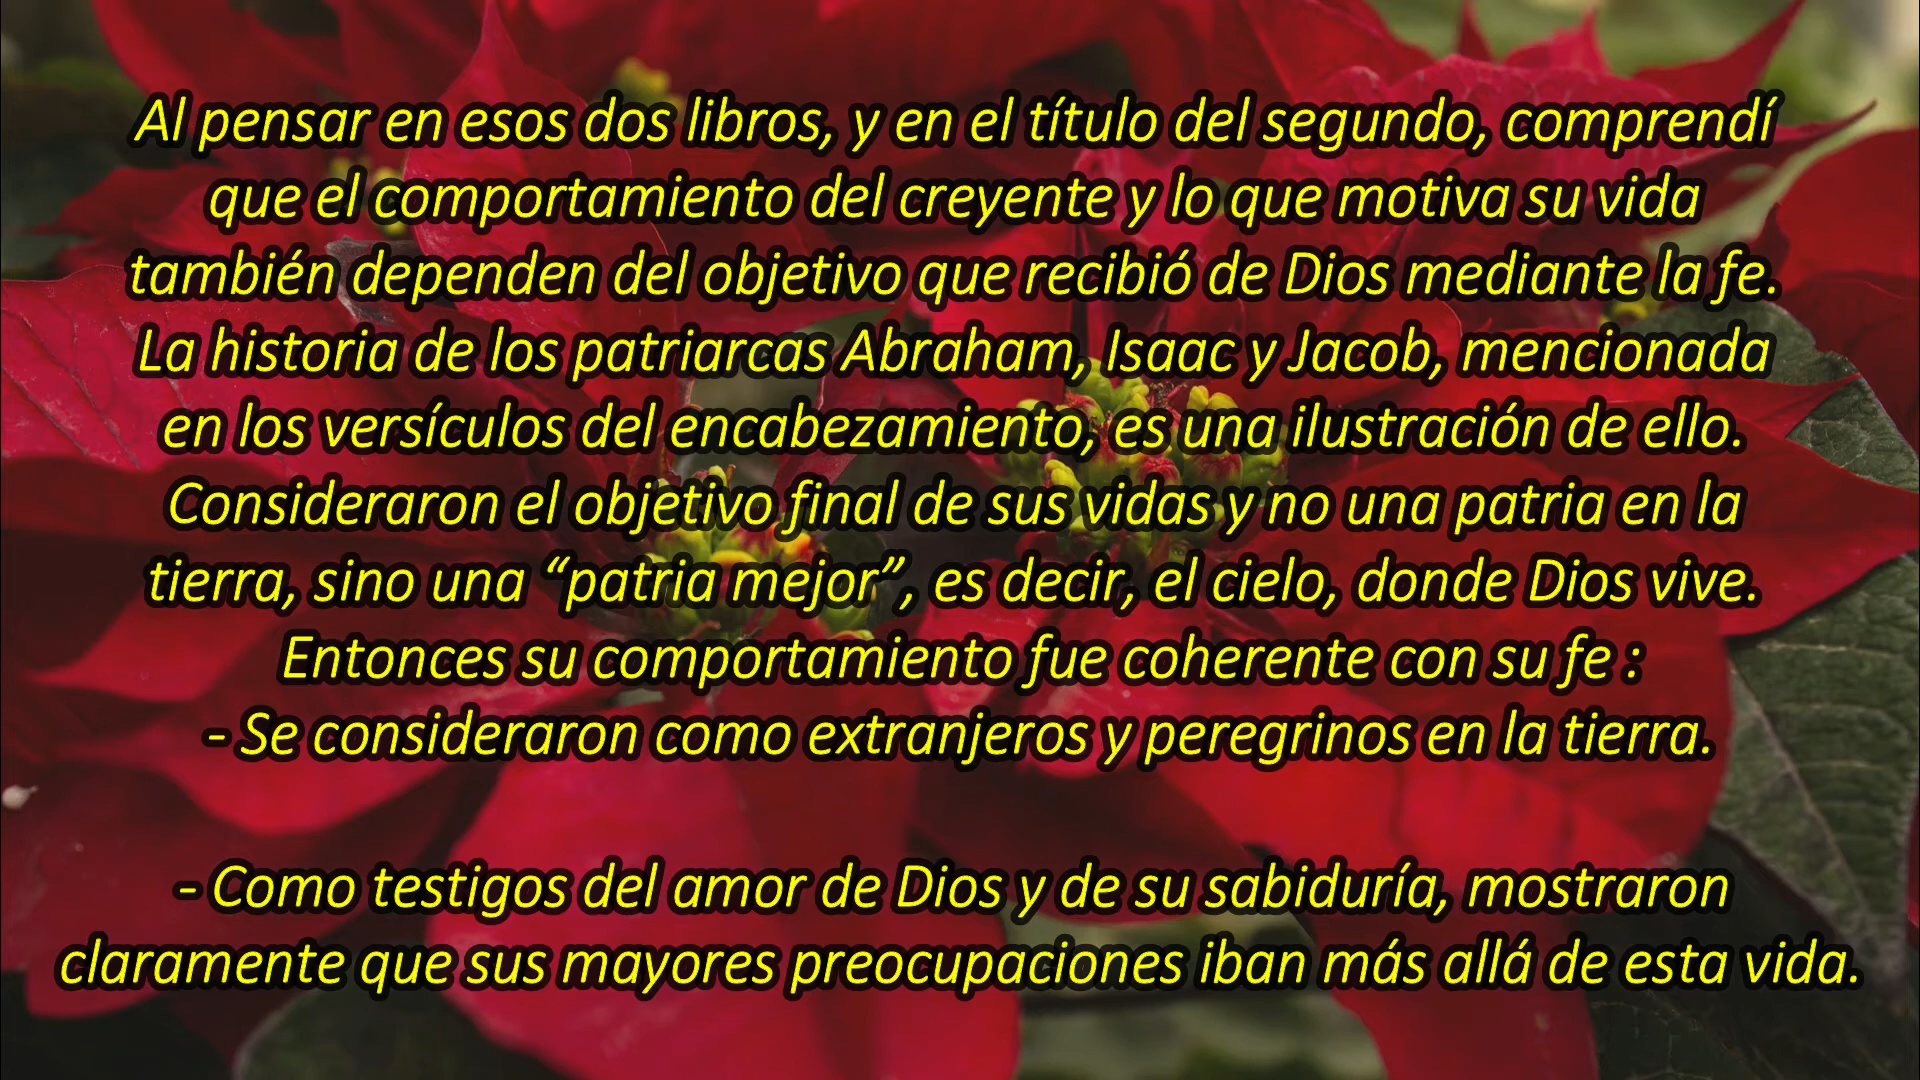 Al pensar en esos dos libros, y en el título del segundo, comprendí
que el comportamiento del creyente y lo que motiva su vida
también dependen del objetivo que recibió de Dios mediante la fe.
La historia de los patriarcas Abraham, Isaac y Jacob, mencionada
en los versículos del encabezamiento, es una ilustración de ello.
Consideraron el objetivo final de sus vidas y no una patria en la
tierra, sino una “patria mejor”, es decir, el cielo, donde Dios vive.
Entonces su comportamiento fue coherente con su fe :
- Se consideraron como extranjeros y peregrinos en la tierra.
- Como testigos del amor de Dios y de su sabiduría, mostraron
claramente que sus mayores preocupaciones iban más allá de esta vida.